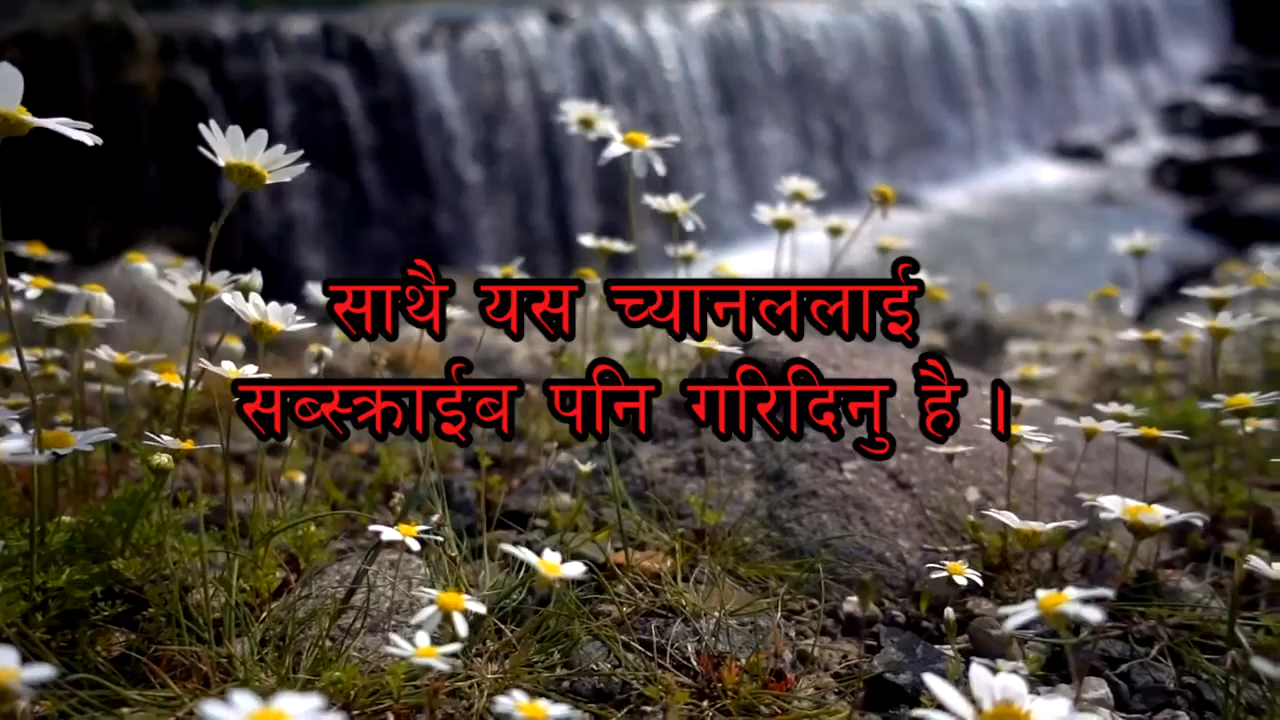 साथै यस च्यानललाई
सब्स्क्राईब पनि गरिदिनु है ।